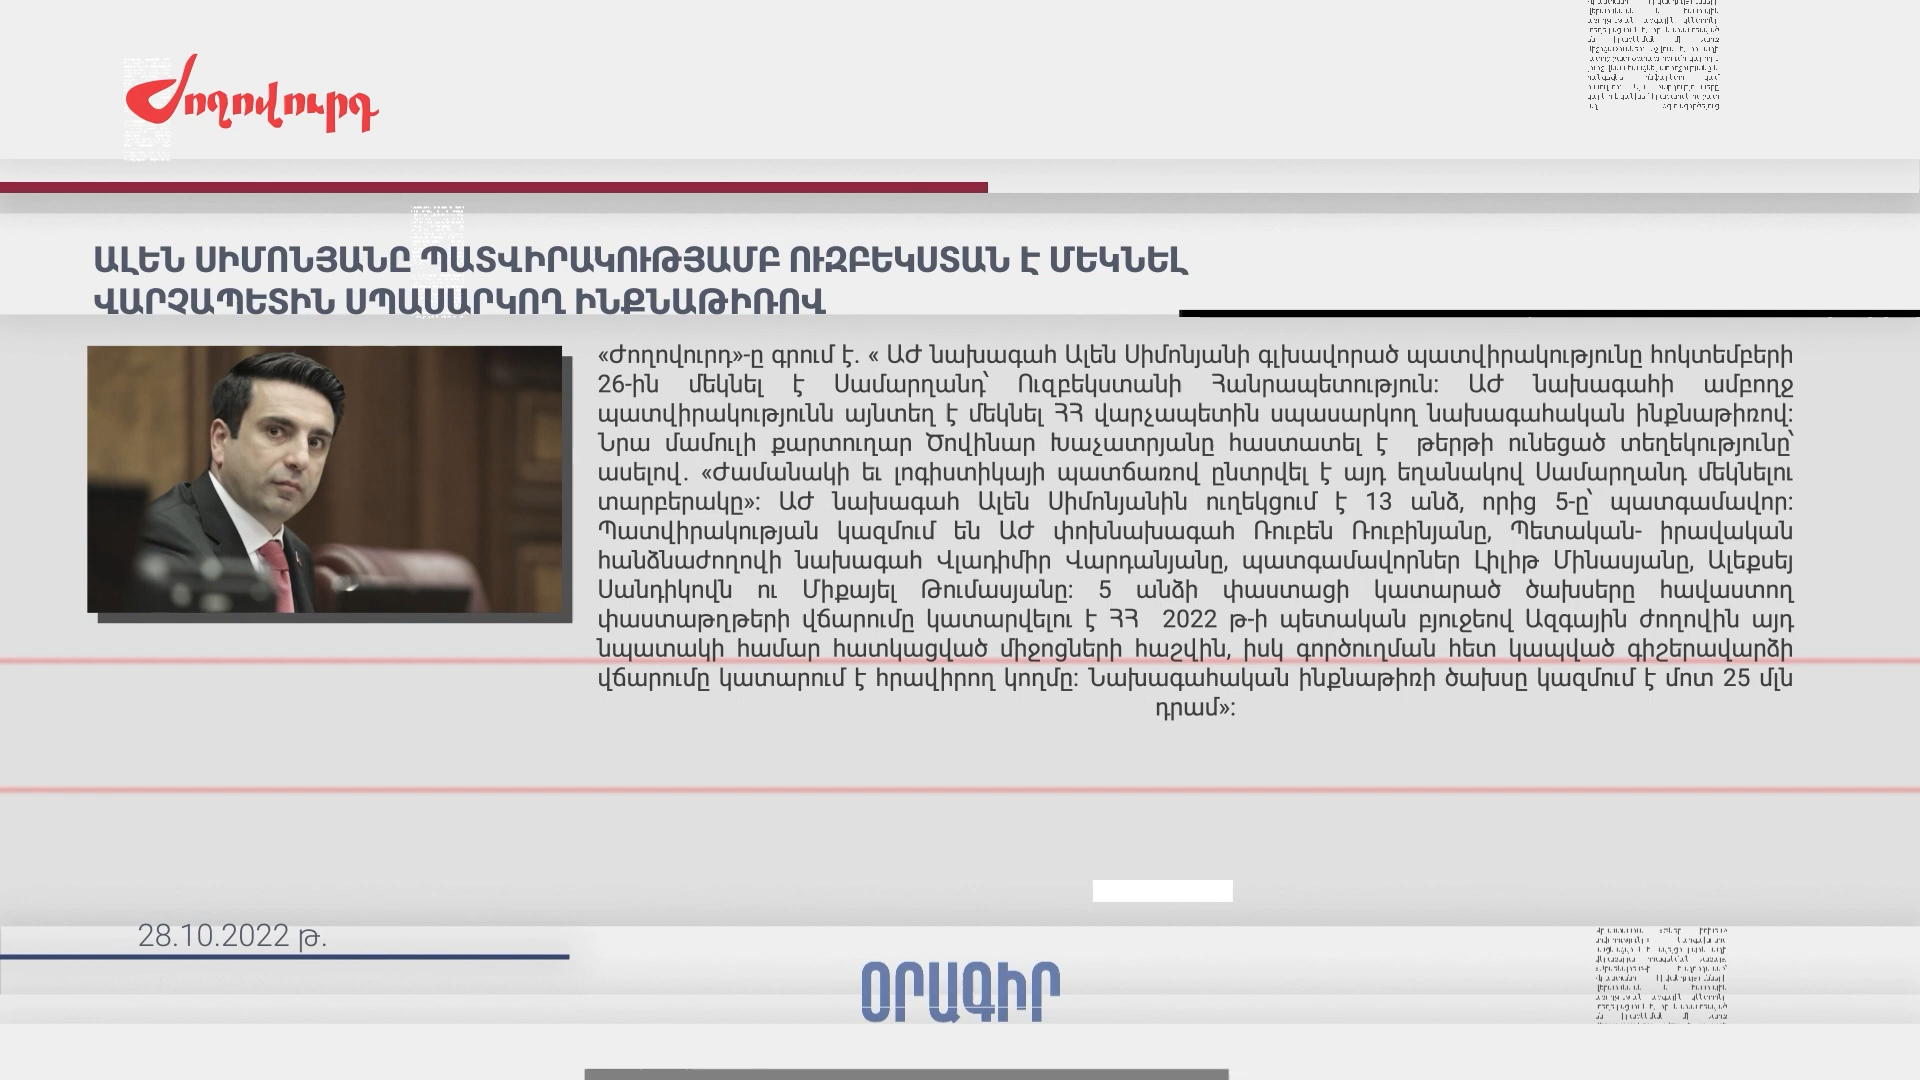 Ժողովուրդ
ԱԼԵՆ ՍԻՄՈՆՅԱՆԸ ՊԱՏՎԻՐԱԿՈՒԹՅԱՄԲ ՈՒԶԲԵԿՍՏԱՆ Է ՄԵԿՆԵԼ
ՎԱՐՉԱՊԵՏԻՆ ՍՊԱՍԱՐԿՈՂ ԻՆՔՆԱԹԻՌՈՎ
«Ժողովուրդ»-ը գրում է. « ԱԺ նախագահ Ալեն Սիմոնյանի գլխավորած պատվիրակությունը հոկտեմբերի
26-ին մեկնել է Սամարղանդ՝ Ուզբեկստանի Հանրապետություն: ԱԺ նախագահի ամբողջ
պատվիրակությունն այնտեղ է մեկնել ՀՀ վարչապետին սպասարկող նախագահական ինքնաթիռով:
Նրա մամուլի քարտուղար Ծովինար Խաչատրյանը հաստատել է թերթի ունեցած տեղեկությունը՝
ասելով. «Ժամանակի եւ լոգիստիկայի պատճառով ընտրվել է այդ եղանակով Սամարղանդ մեկնելու
տարբերակը»: ԱԺ նախագահ Ալեն Սիմոնյանին ուղեկցում է 13 անձ, որից 5-ը՝ պատգամավոր:
Պատվիրակության կազմում են ԱԺ փոխնախագահ Ռուբեն Ռուբինյանը, Պետական- իրավական
հանձնաժողովի նախագահ Վլադիմիր Վարդանյանը, պատգամավորներ Լիլիթ Մինասյանը, Ալեքսեյ
Սանդիկովն ու Միքայել Թումասյանը: 5 անձի փաստացի կատարած ծախսերը հավաստող
փաստաթղթերի վճարումը կատարվելու է ՀՀ 2022 թ-ի պետական բյուջեով Ազգային ժողովին այդ
նպատակի համար հատկացված միջոցների հաշվին, իսկ գործուղման հետ կապված գիշերավարձի
վճարումը կատարում է հրավիրող կողմը: Նախագահական ինքնաթիռի ծախսը կազմում է մոտ 25 մլն
դրամ»:
28.10.2022 թ.
ՕՐԱԳԻՐ